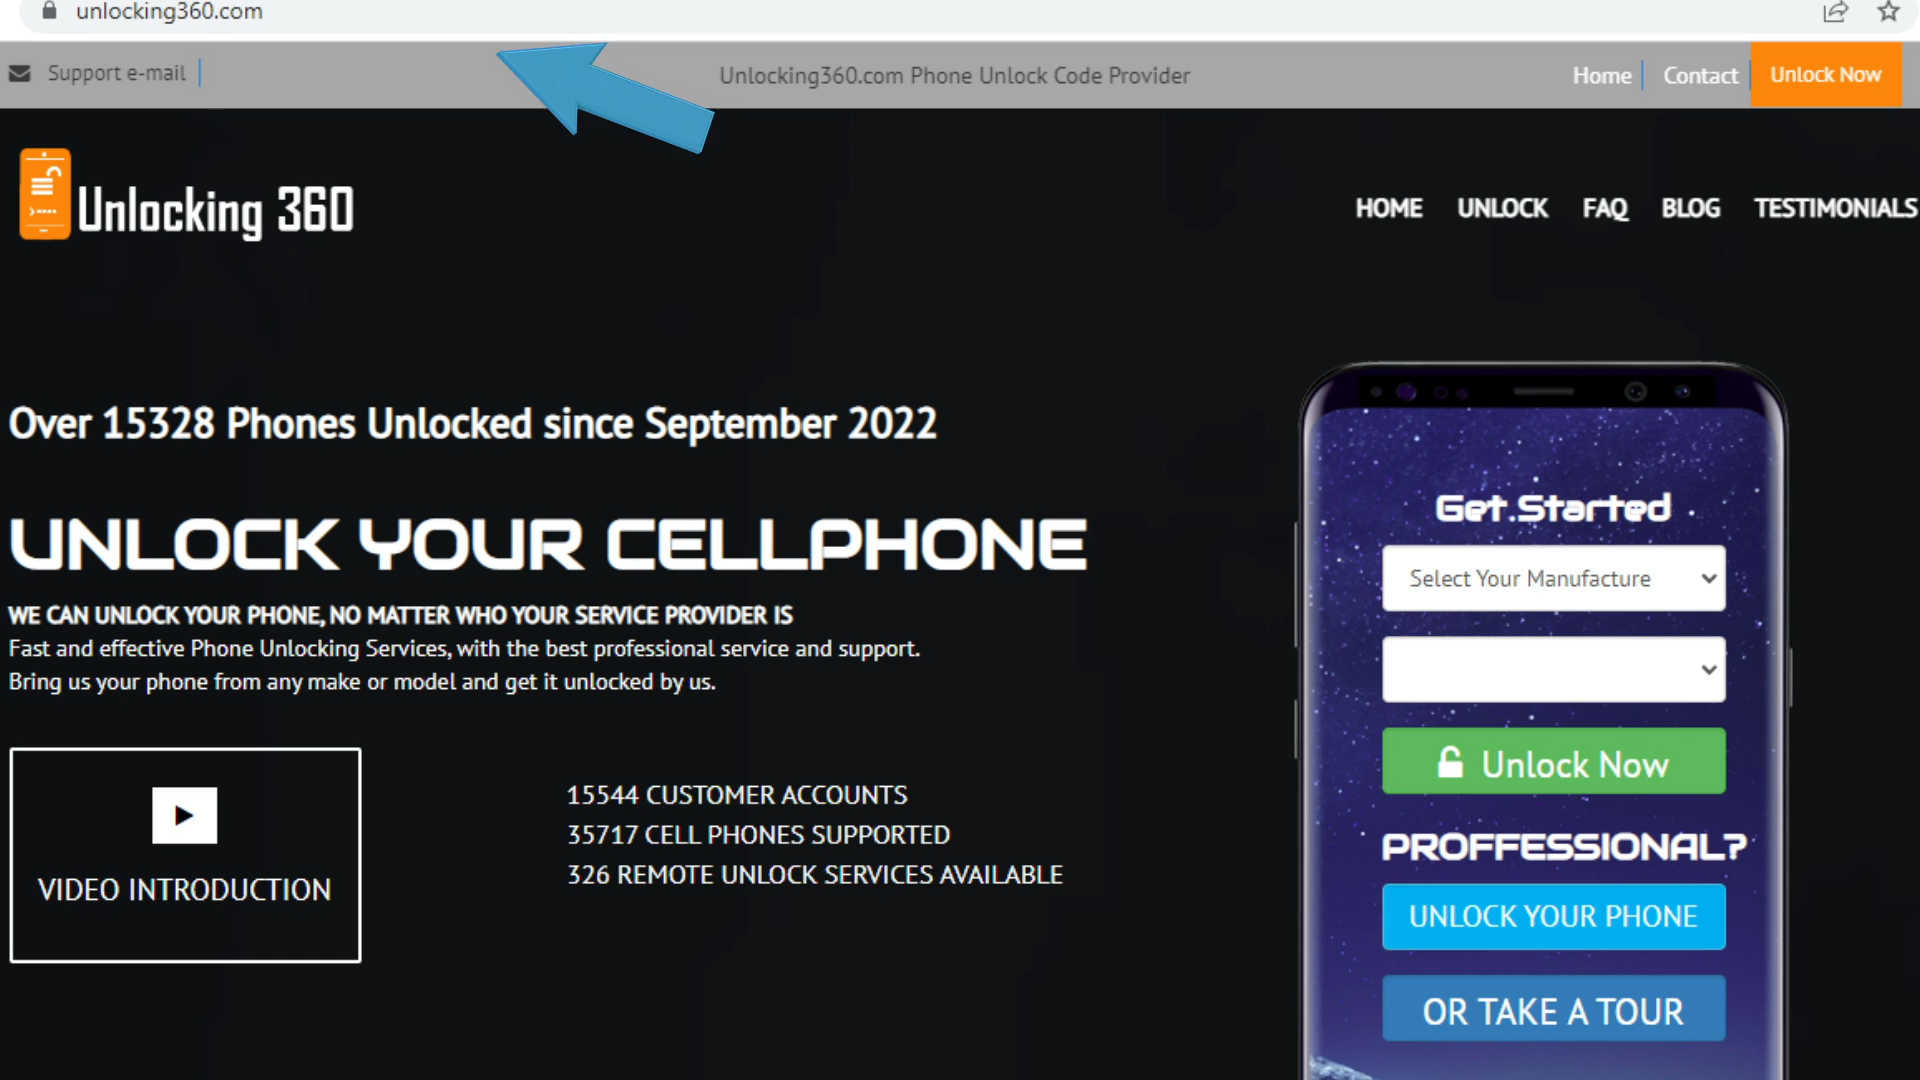 unlocking360.com
Support e-mail
Unlocking360.com Phone Unlock Code Provider
Home
Contact
Unlock Now
Unlocking 360
HOME
UNLOCK
FAQ
BLOG
TESTIMONIALS
Over 15328 Phones Unlocked since September 2022
UNLOCK YOUR CELLPHONE
WE CAN UNLOCK YOUR PHONE, NO MATTER WHO YOUR SERVICE PROVIDER IS
Fast and effective Phone Unlocking Services, with the best professional service and support.
Bring us your phone from any make or model and get it unlocked by us.
VIDEO INTRODUCTION
15544 CUSTOMER ACCOUNTS
35717 CELL PHONES SUPPORTED
326 REMOTE UNLOCK SERVICES AVAILABLE
Get Started
Select Your Manufacture
Unlock Now
PROFFESSIONAL?
UNLOCK YOUR PHONE
OR TAKE A TOUR